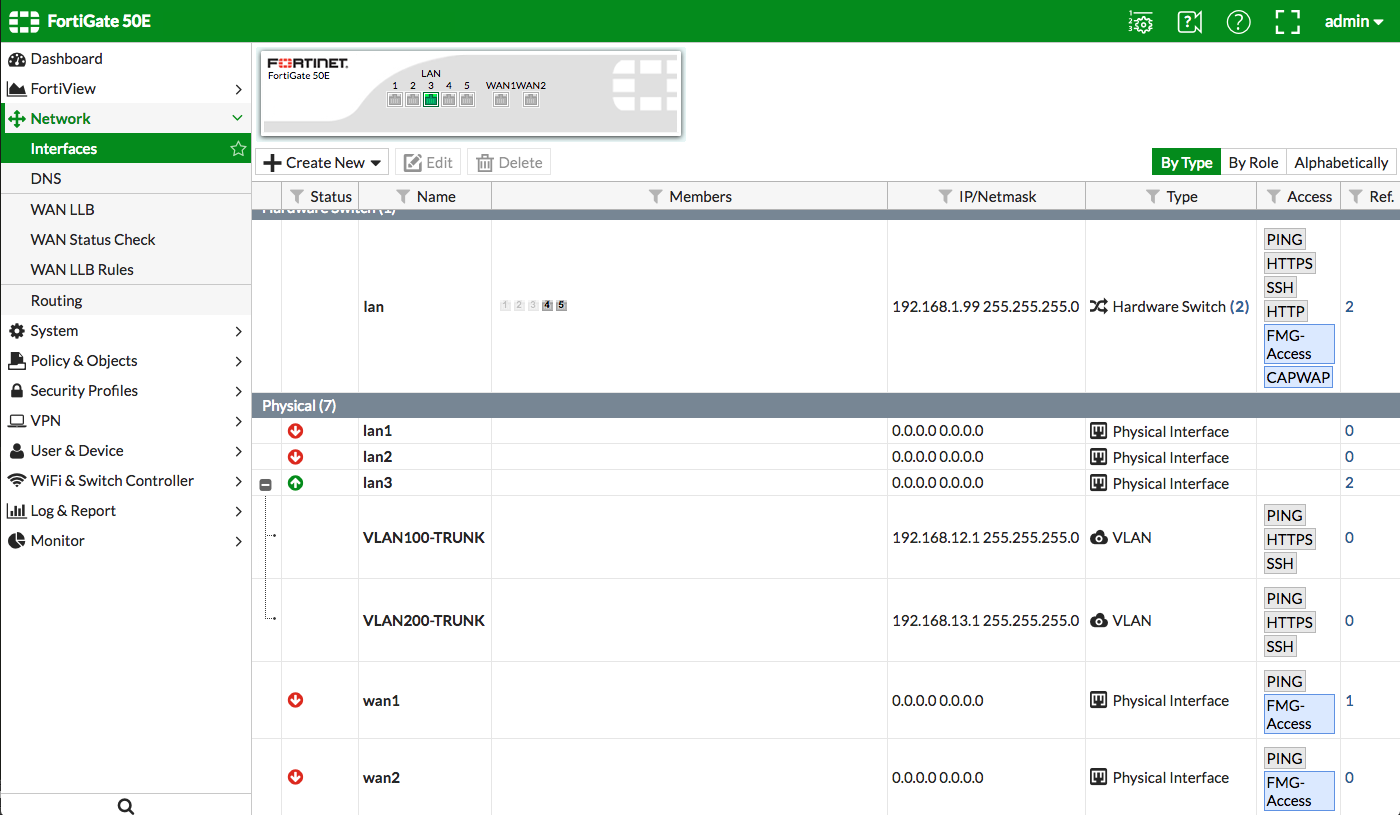 FortiGate 50E
admin
Dashboard
FortiView
Network
Interfaces
DNS
WAN LLB
WAN Status Check
WAN LLB Rules
Routing
System
Policy & Objects
Security Profiles
VPN
User & Device
WiFi & Switch Controller
Log & Report
Monitor
FORTINET
FortiGate 50E
LAN
1 2 3 4 5 WAN1 WAN2
Create New Edit Delete By Type By Role Alphabetically
Status Name Members IP/Netmask Type Access Ref.
Hardware Switch (1)
lan 1 2 3 4 5 192.168.1.99 255.255.255.0 Hardware Switch (2) 2
PING
HTTPS
SSH
HTTP
FMG-
Access
CAPWAP
Physical (7)
lan1 0.0.0.0 0.0.0.0 Physical Interface 0
lan2 0.0.0.0 0.0.0.0 Physical Interface 0
lan3 0.0.0.0 0.0.0.0 Physical Interface 2
VLAN100-TRUNK 192.168.12.1 255.255.255.0 VLAN 0
PING
HTTPS
SSH
VLAN200-TRUNK 192.168.13.1 255.255.255.0 VLAN 0
PING
HTTPS
SSH
wan1 0.0.0.0 0.0.0.0 Physical Interface 1
PING
FMG-
Access
wan2 0.0.0.0 0.0.0.0 Physical Interface 0
PING
FMG-
Access